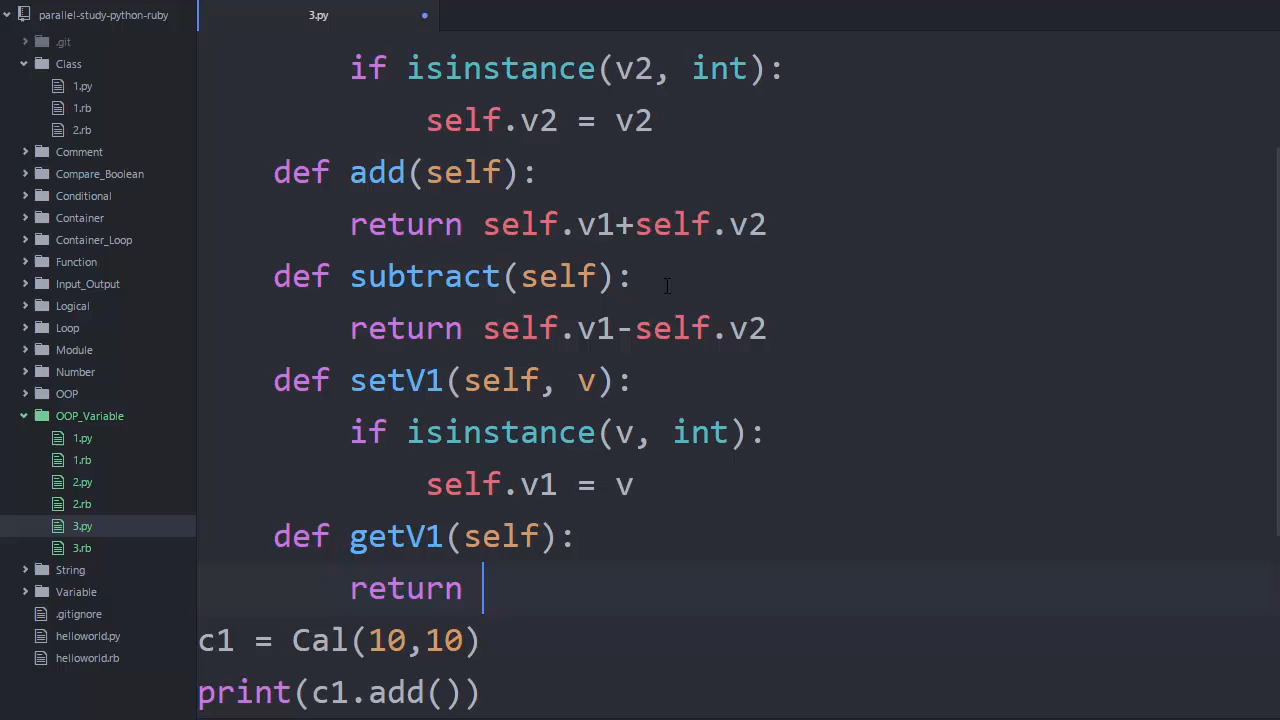 parallel-study-python-ruby
3.py
.git
Class
1.py
1.rb
2.rb
Comment
Compare_Boolean
Conditional
Container
Container_Loop
Function
Input_Output
Logical
Loop
Module
Number
OOP
OOP_Variable
1.py
1.rb
2.py
2.rb
3.py
3.rb
String
Variable
.gitignore
helloworld.py
helloworld.rb
if isinstance(v2, int):
self.v2 = v2
def add(self):
return self.v1+self.v2
def subtract(self):
return self.v1-self.v2
def setV1(self, v):
if isinstance(v, int):
self.v1 = v
def getV1(self):
return
c1 = Cal(10,10)
print(c1.add())